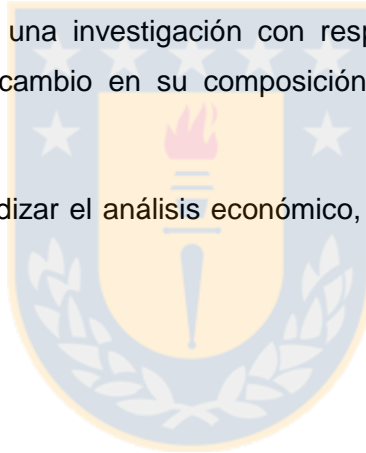 una investigación con resp
cambio en su composición
dizar el análisis económico,